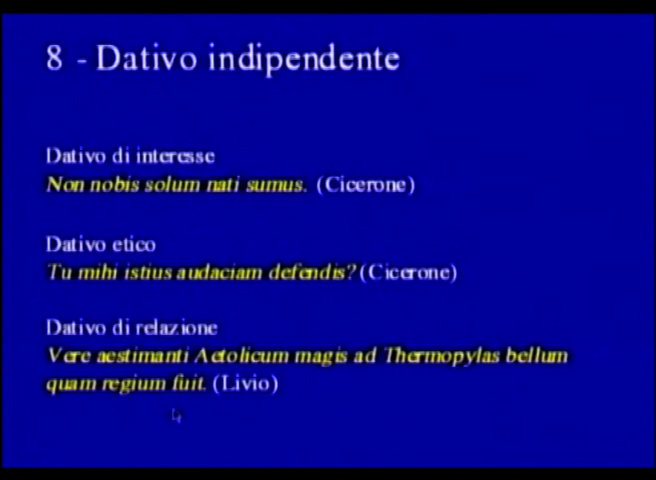 8 - Dativo indipendente
Dativo di interesse
Non nobis solum nati sumus. (Cicerone)
Dativo etico
Tu mihi istius audaciam defendis? (Cicerone)
Dativo di relazione
Vere aestimanti Aetolicum magis ad Thermopylas bellum
quam regium fuit. (Livio)